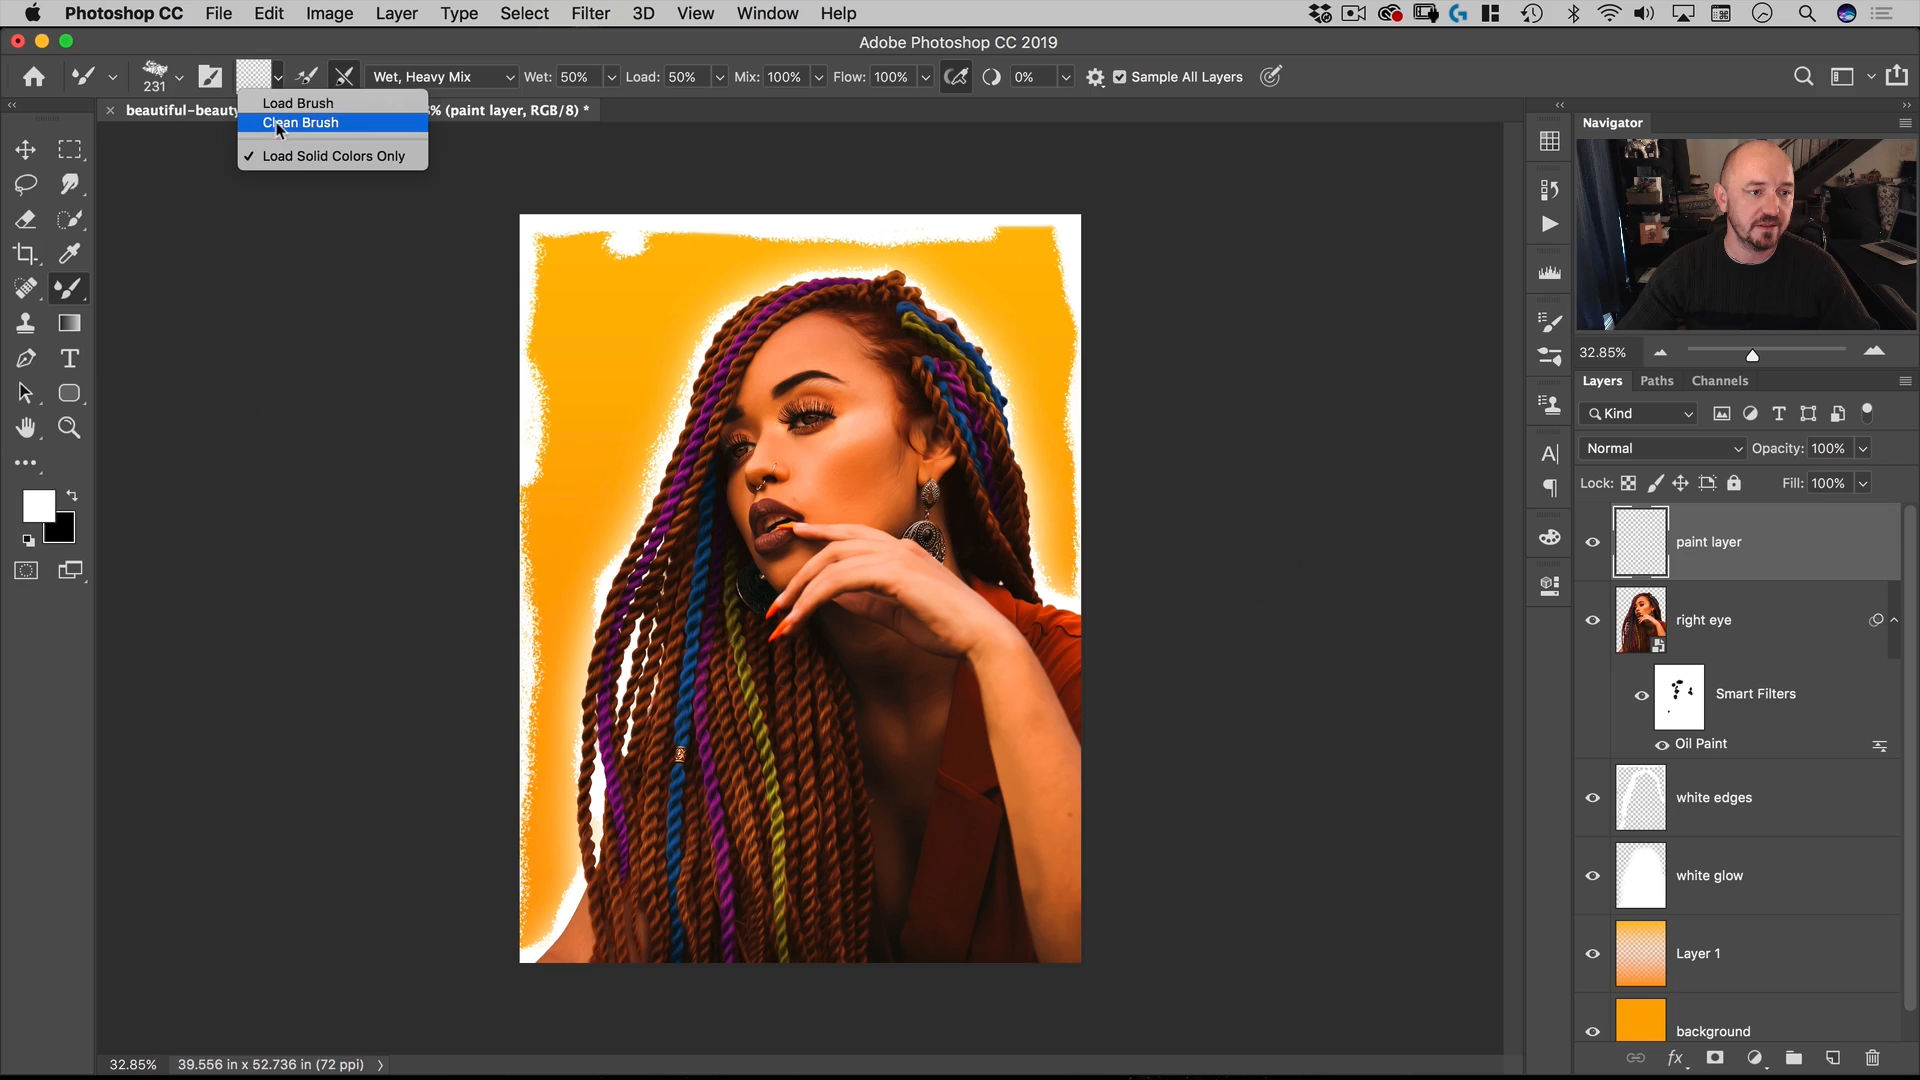 Photoshop CC File Edit Image Layer Type Select Filter 3D View Window Help
Adobe Photoshop CC 2019
231 Wet, Heavy Mix Wet: 50% Load: 50% Mix: 100% Flow: 100% 0% Sample All Layers
Load Brush
Clean Brush
Load Solid Colors Only
beautiful-beauty % (paint layer, RGB/8) *
Navigator
32.85%
Layers Paths Channels
Kind
Normal Opacity: 100%
Lock: Fill: 100%
paint layer
right eye
Smart Filters
Oil Paint
white edges
white glow
Layer 1
background
32.85% 39.556 in x 52.736 in (72 ppi)